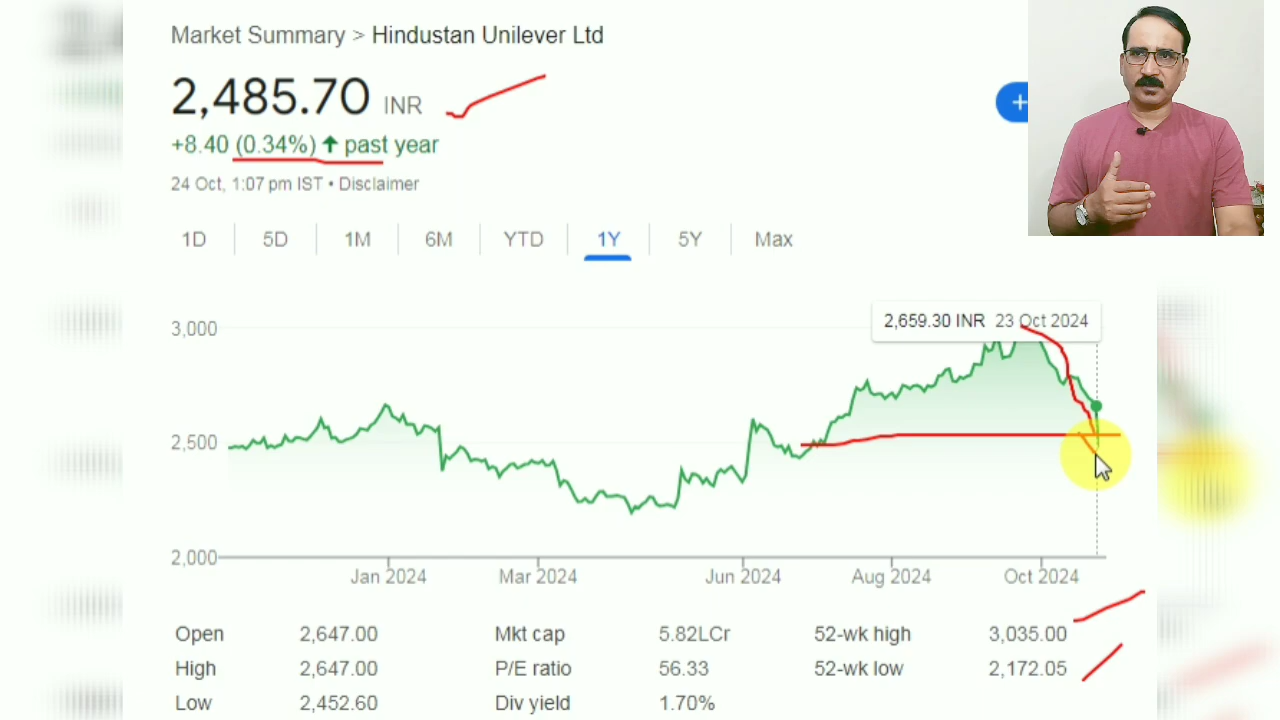 Market Summary > Hindustan Unilever Ltd
2,485.70 INR
+8.40 (0.34%) ↑ past year
24 Oct, 1:07 pm IST • Disclaimer
1D 5D 1M 6M YTD 1Y 5Y Max
2,659.30 INR 23 Oct 2024
3,000
2,500
2,000
Jan 2024 Mar 2024 Jun 2024 Aug 2024 Oct 2024
Open 2,647.00 Mkt cap 5.82LCr 52-wk high 3,035.00
High 2,647.00 P/E ratio 56.33 52-wk low 2,172.05
Low 2,452.60 Div yield 1.70%